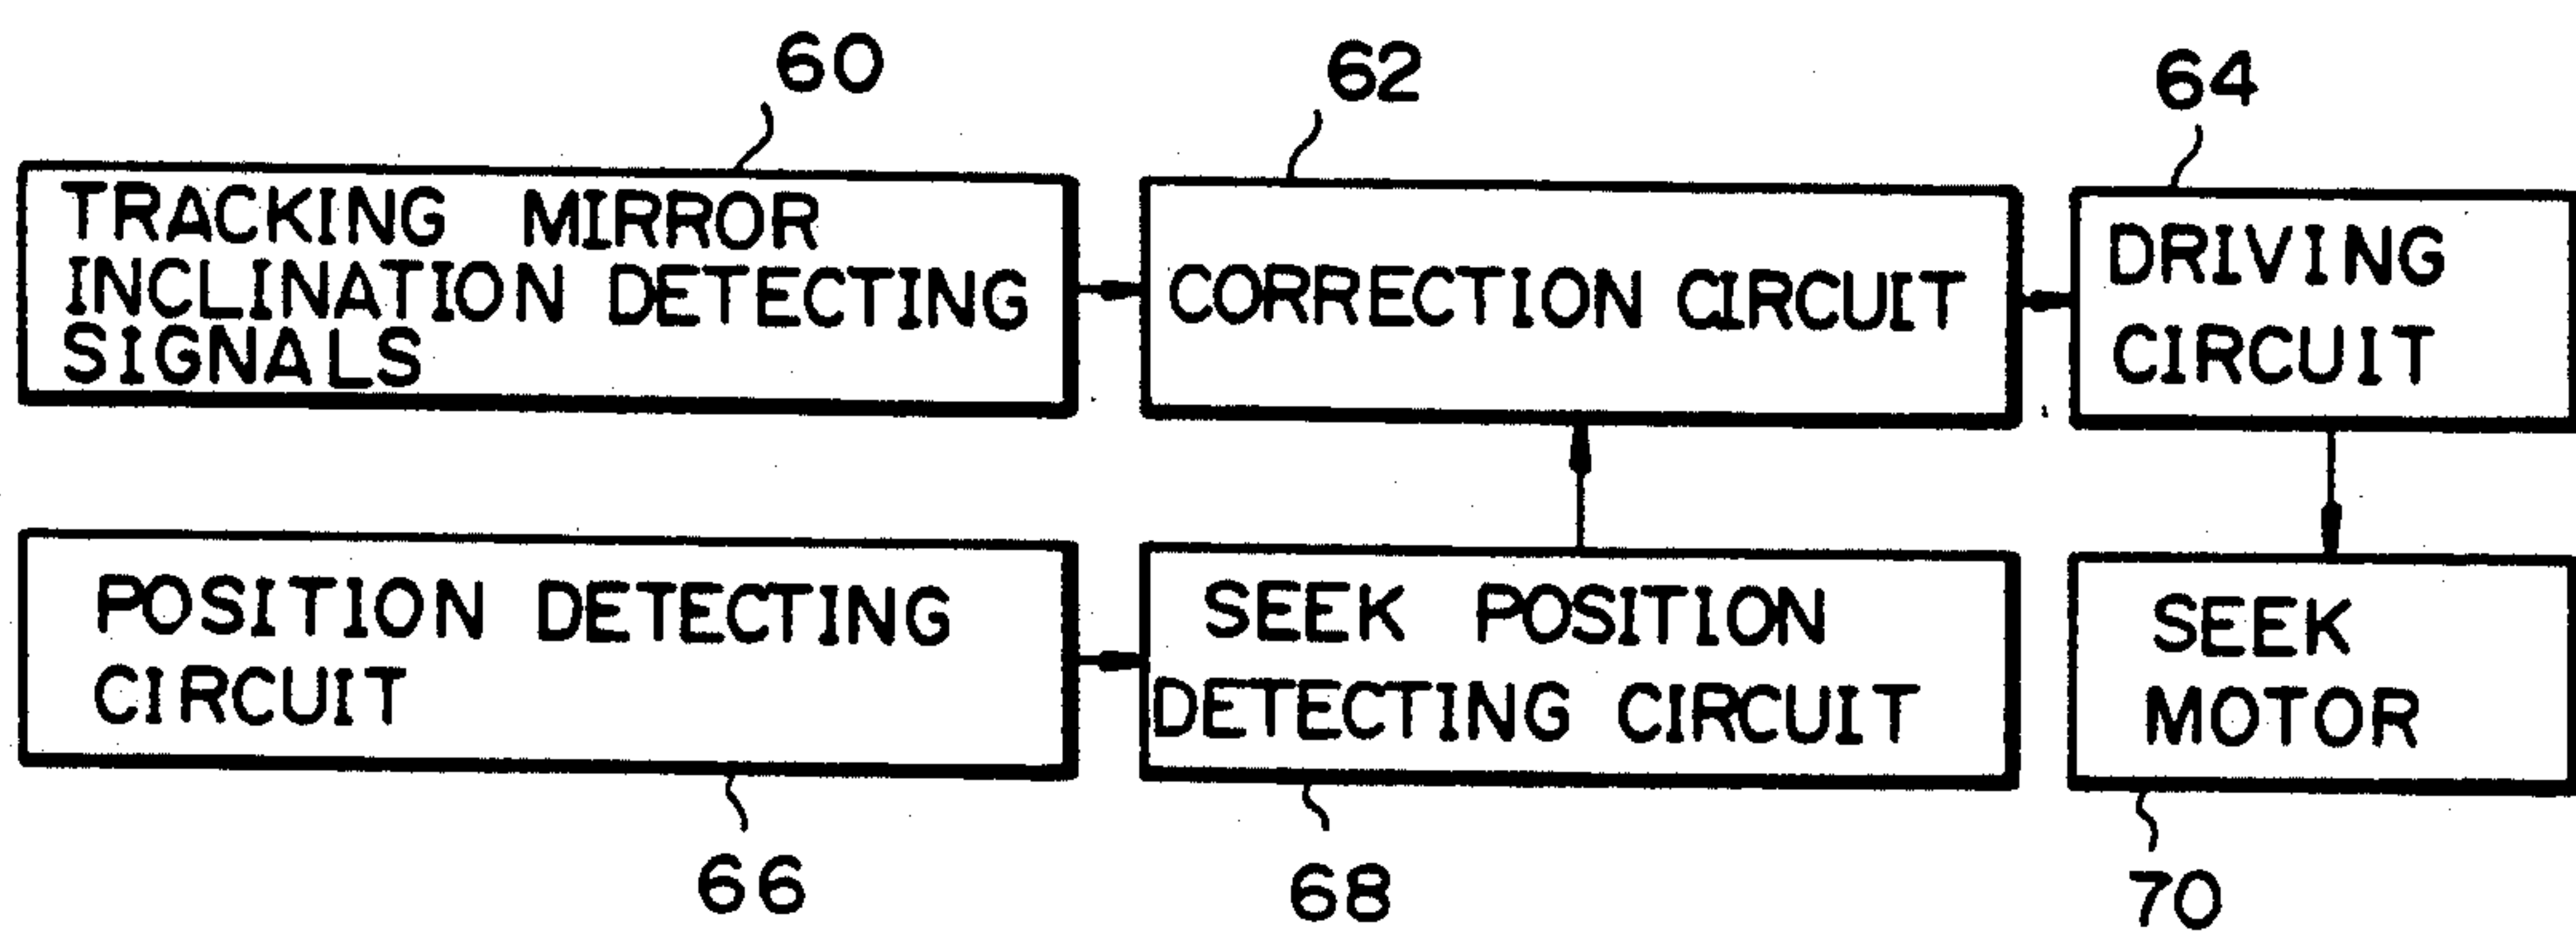 60
62
64
TRACKING MIRROR
INCLINATION DETECTING
SIGNALS
CORRECTION CIRCUIT
DRIVING
CIRCUIT
POSITION DETECTING
CIRCUIT
SEEK POSITION
DETECTING CIRCUIT
SEEK
MOTOR
66
68
70